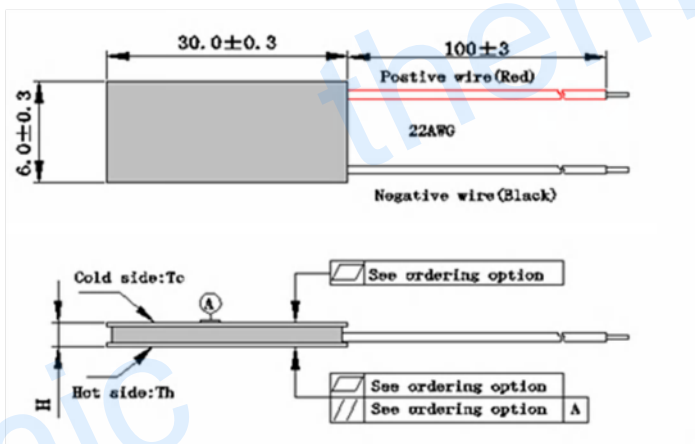 30.0±0.3
100±3
Postive wire(Red)
6.0±0.3
22AWG
Negative wire(Black)
Cold side:Tc
A
See ordering option
Hot side:Th
H
See ordering option
See ordering option A